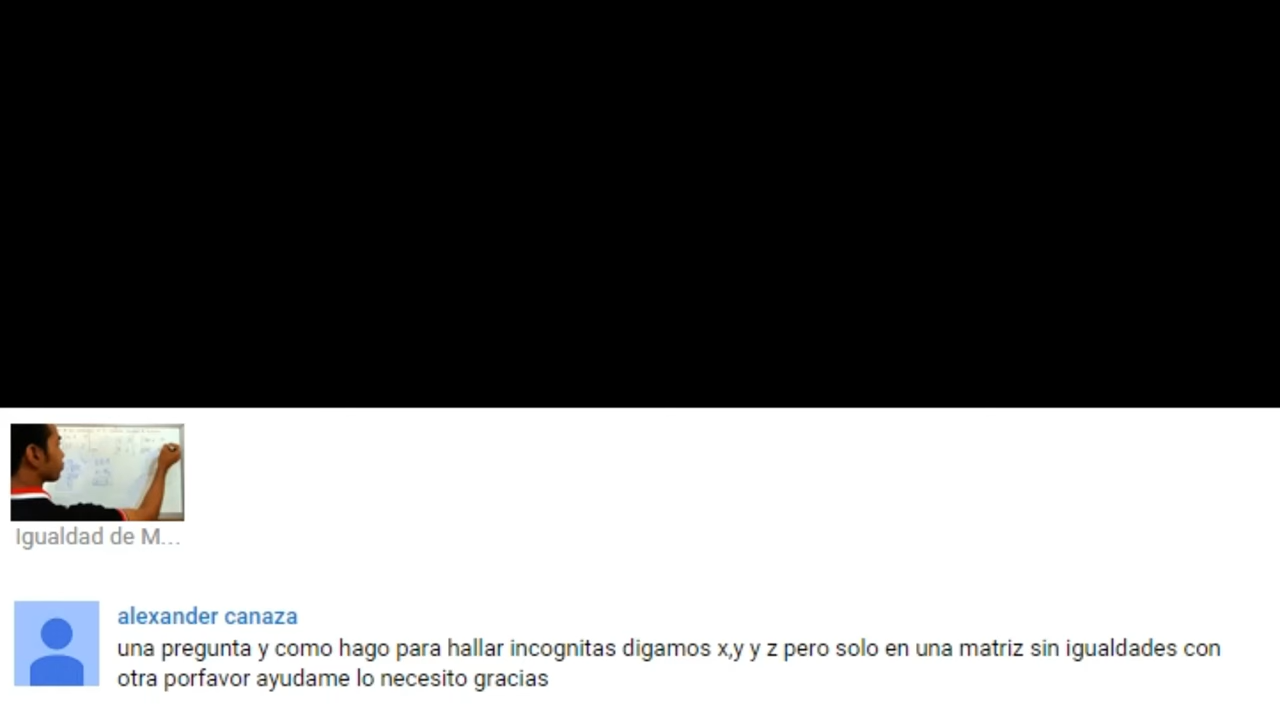 Igualdad de M...
alexander canaza
una pregunta y como hago para hallar incognitas digamos x,y y z pero solo en una matriz sin igualdades con
otra porfavor ayudame lo necesito gracias